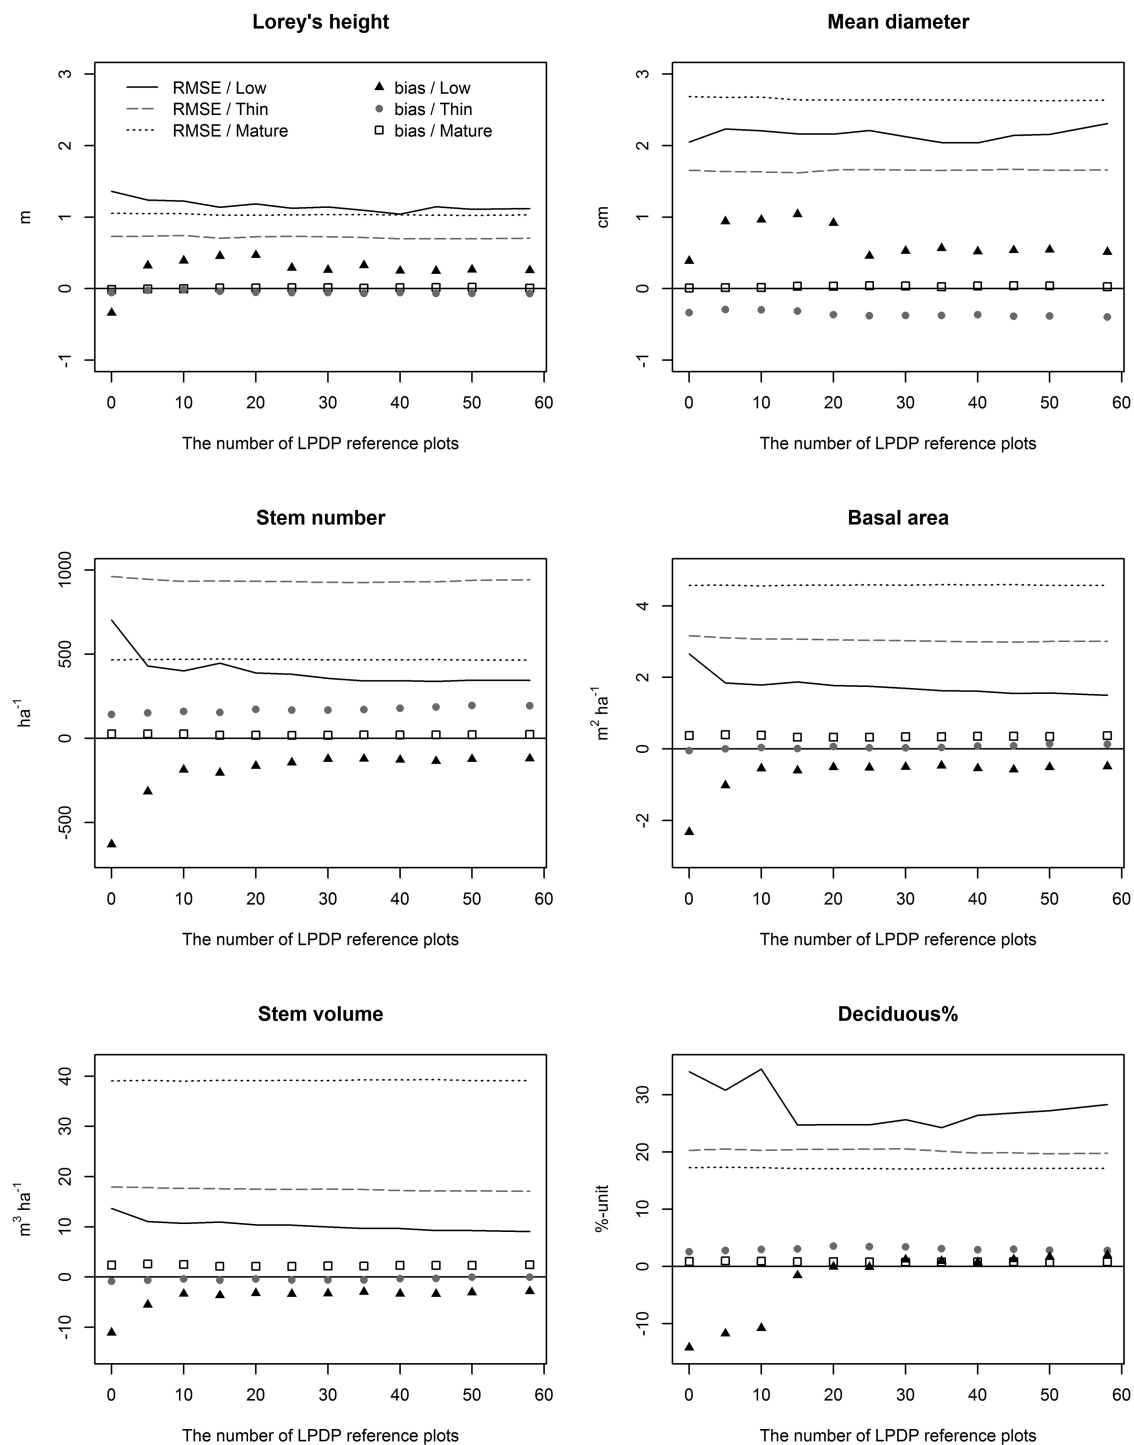 Lorey's height
Mean diameter
3
2
1
0
-1
m
RMSE / Low
RMSE / Thin
RMSE / Mature
bias / Low
bias / Thin
bias / Mature
0 10 20 30 40 50 60
The number of LPDP reference plots
3
2
1
0
-1
cm
0 10 20 30 40 50 60
The number of LPDP reference plots
Stem number
Basal area
1000
500
0
-500
ha-1
0 10 20 30 40 50 60
The number of LPDP reference plots
4
2
0
-2
m2 ha-1
0 10 20 30 40 50 60
The number of LPDP reference plots
Stem volume
Deciduous%
40
30
20
10
0
-10
m3 ha-1
0 10 20 30 40 50 60
The number of LPDP reference plots
30
20
10
0
-10
%-unit
0 10 20 30 40 50 60
The number of LPDP reference plots